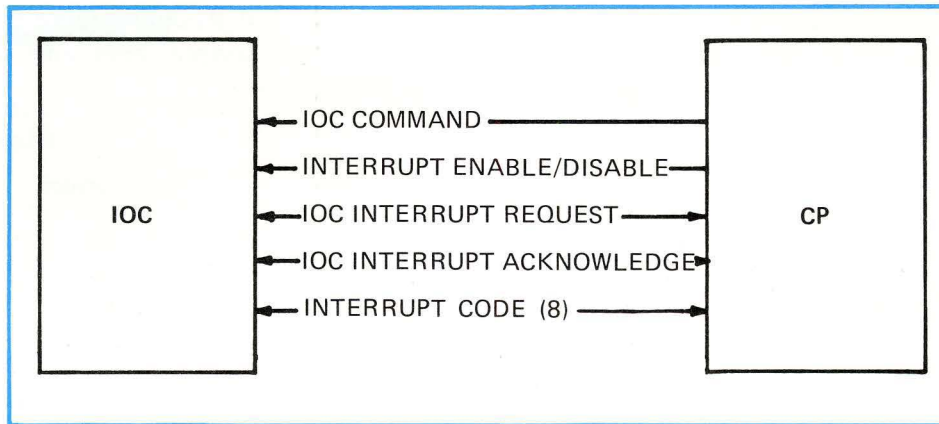 IOC COMMAND
INTERRUPT ENABLE/DISABLE
IOC
IOC INTERRUPT REQUEST
CP
IOC INTERRUPT ACKNOWLEDGE
INTERRUPT CODE (8)